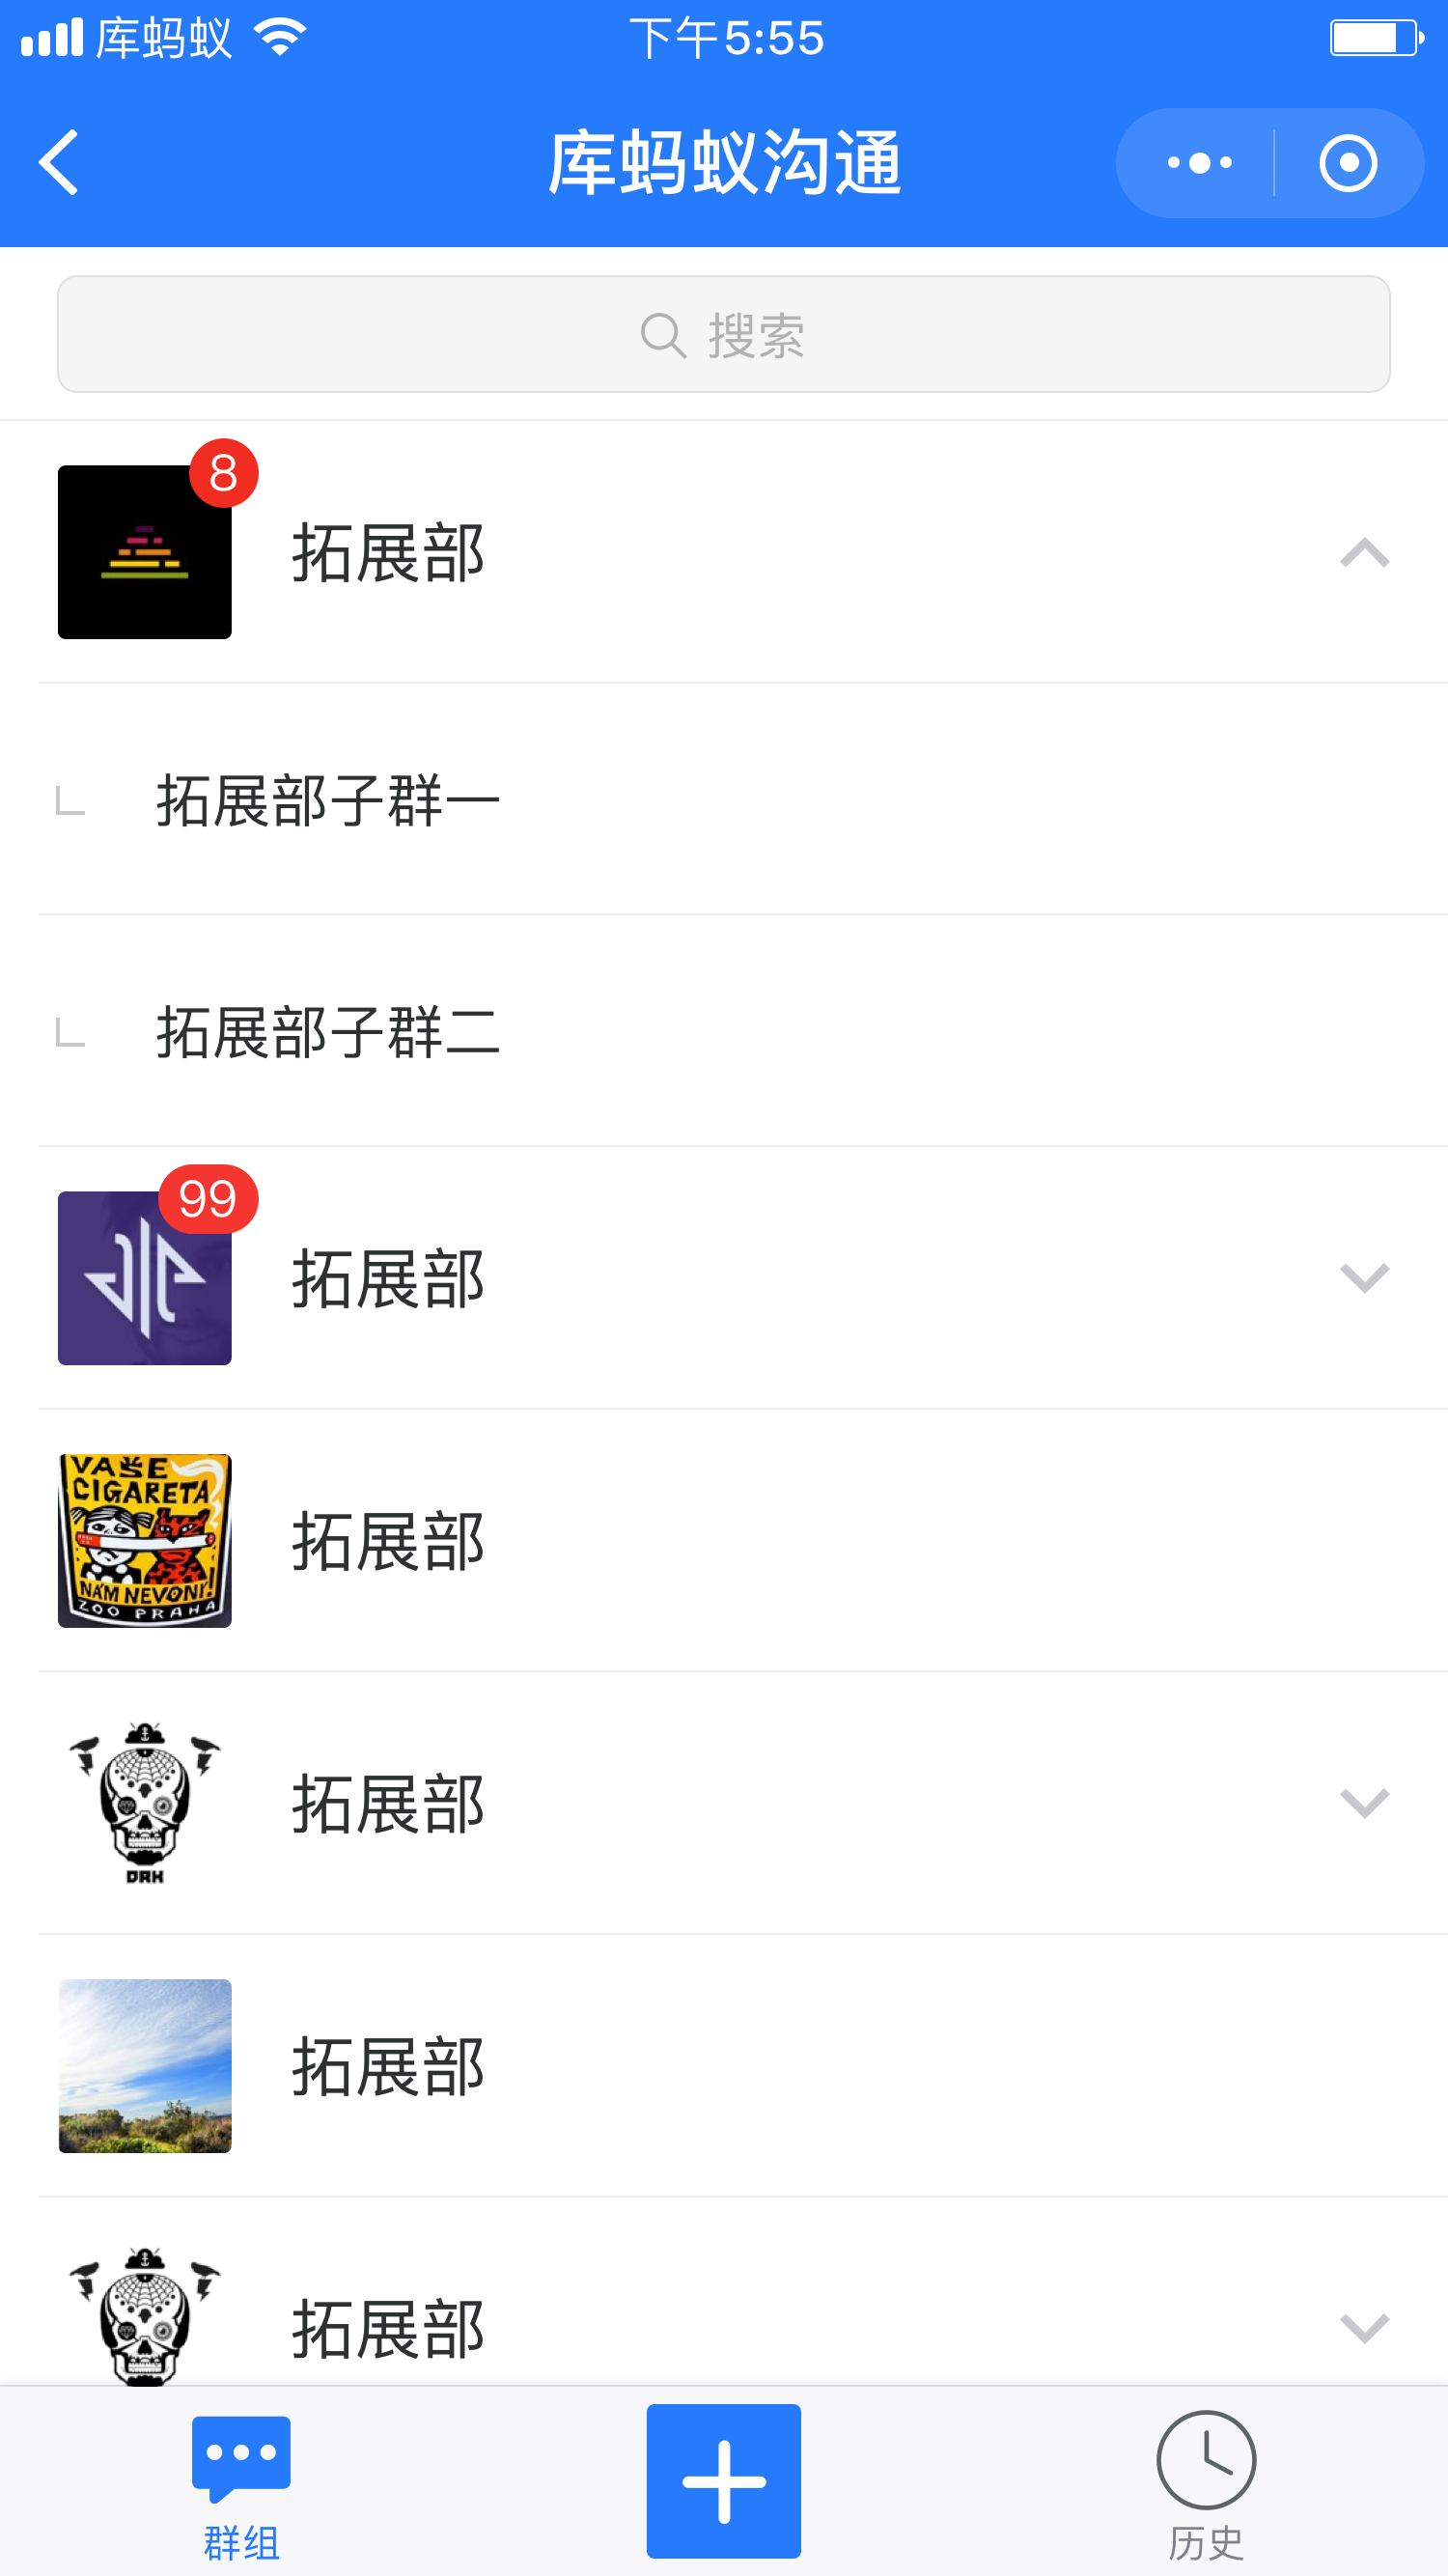 库蚂蚁 下午5:55
库蚂蚁沟通
搜索
8
拓展部
拓展部子群一
拓展部子群二
99
拓展部
VAŠE
CIGARETA
NÁM NEVONÍ!
ZOO PRAHA
拓展部
拓展部
DRH
拓展部
拓展部
群组
历史